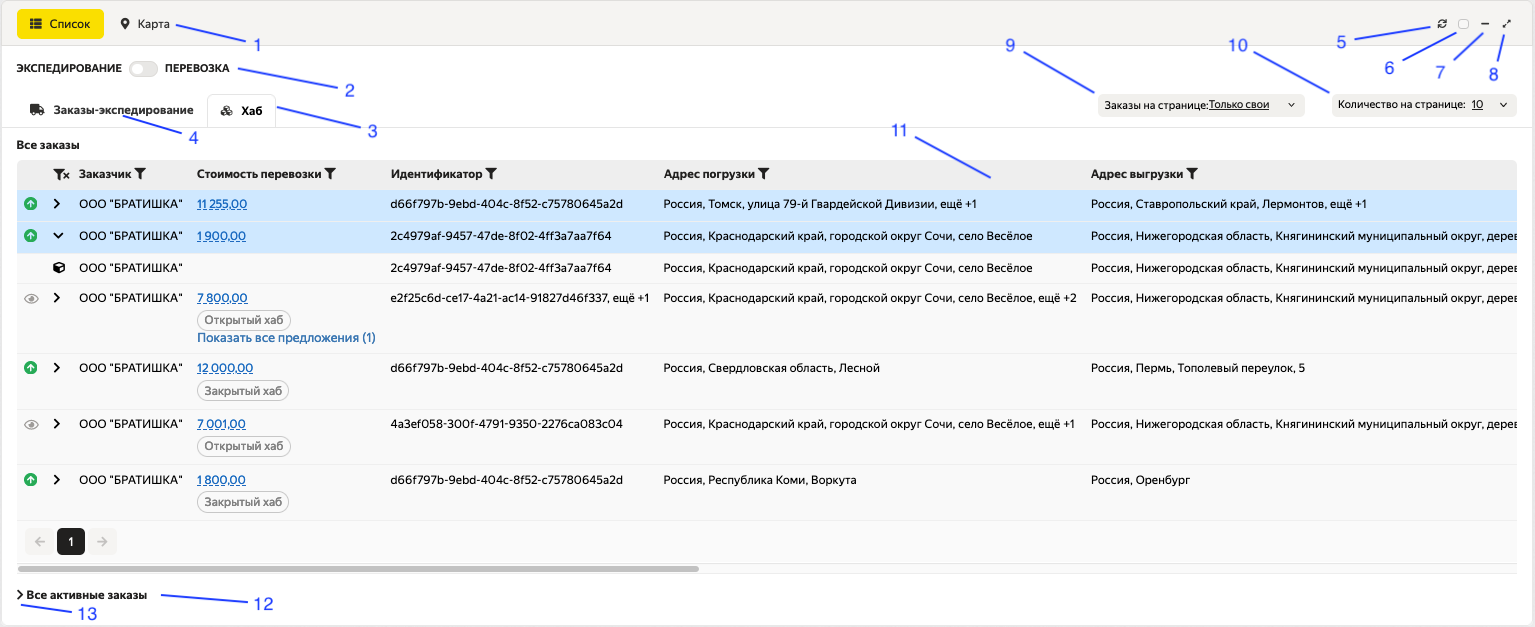 Список Карта
1
5
6
7
8
9
10
ЭКСПЕДИРОВАНИЕ ПЕРЕВОЗКА
2
Заказы-экспедирование Хаб
3
4
Заказы на странице:Только свои
Количество на странице: 10
11
Все заказы
Заказчик Стоимость перевозки Идентификатор Адрес погрузки Адрес выгрузки
ООО "БРАТИШКА" 11 255,00 d66f797b-9ebd-404c-8f52-c75780645a2d Россия, Томск, улица 79-й Гвардейской Дивизии, ещё +1 Россия, Ставропольский край, Лермонтов, ещё +1
ООО "БРАТИШКА" 1 900,00 2c4979af-9457-47de-8f02-4ff3a7aa7f64 Россия, Краснодарский край, городской округ Сочи, село Весёлое Россия, Нижегородская область, Княгининский муниципальный округ, дерев
ООО "БРАТИШКА" 2c4979af-9457-47de-8f02-4ff3a7aa7f64 Россия, Краснодарский край, городской округ Сочи, село Весёлое Россия, Нижегородская область, Княгининский муниципальный округ, дерев
ООО "БРАТИШКА" 7 800,00 e2f25c6d-ce17-4a21-ac14-91827d46f337, ещё +1 Россия, Краснодарский край, городской округ Сочи, село Весёлое, ещё +2 Россия, Нижегородская область, Княгининский муниципальный округ, дерев
Открытый хаб
Показать все предложения (1)
ООО "БРАТИШКА" 12 000,00 d66f797b-9ebd-404c-8f52-c75780645a2d Россия, Свердловская область, Лесной Россия, Пермь, Тополевый переулок, 5
Закрытый хаб
ООО "БРАТИШКА" 7 001,00 4a3ef058-300f-4791-9350-2276ca083c04 Россия, Краснодарский край, городской округ Сочи, село Весёлое, ещё +1 Россия, Нижегородская область, Княгининский муниципальный округ, дерев
Открытый хаб
ООО "БРАТИШКА" 1 800,00 d66f797b-9ebd-404c-8f52-c75780645a2d Россия, Республика Коми, Воркута Россия, Оренбург
Закрытый хаб
1
Все активные заказы
12
13